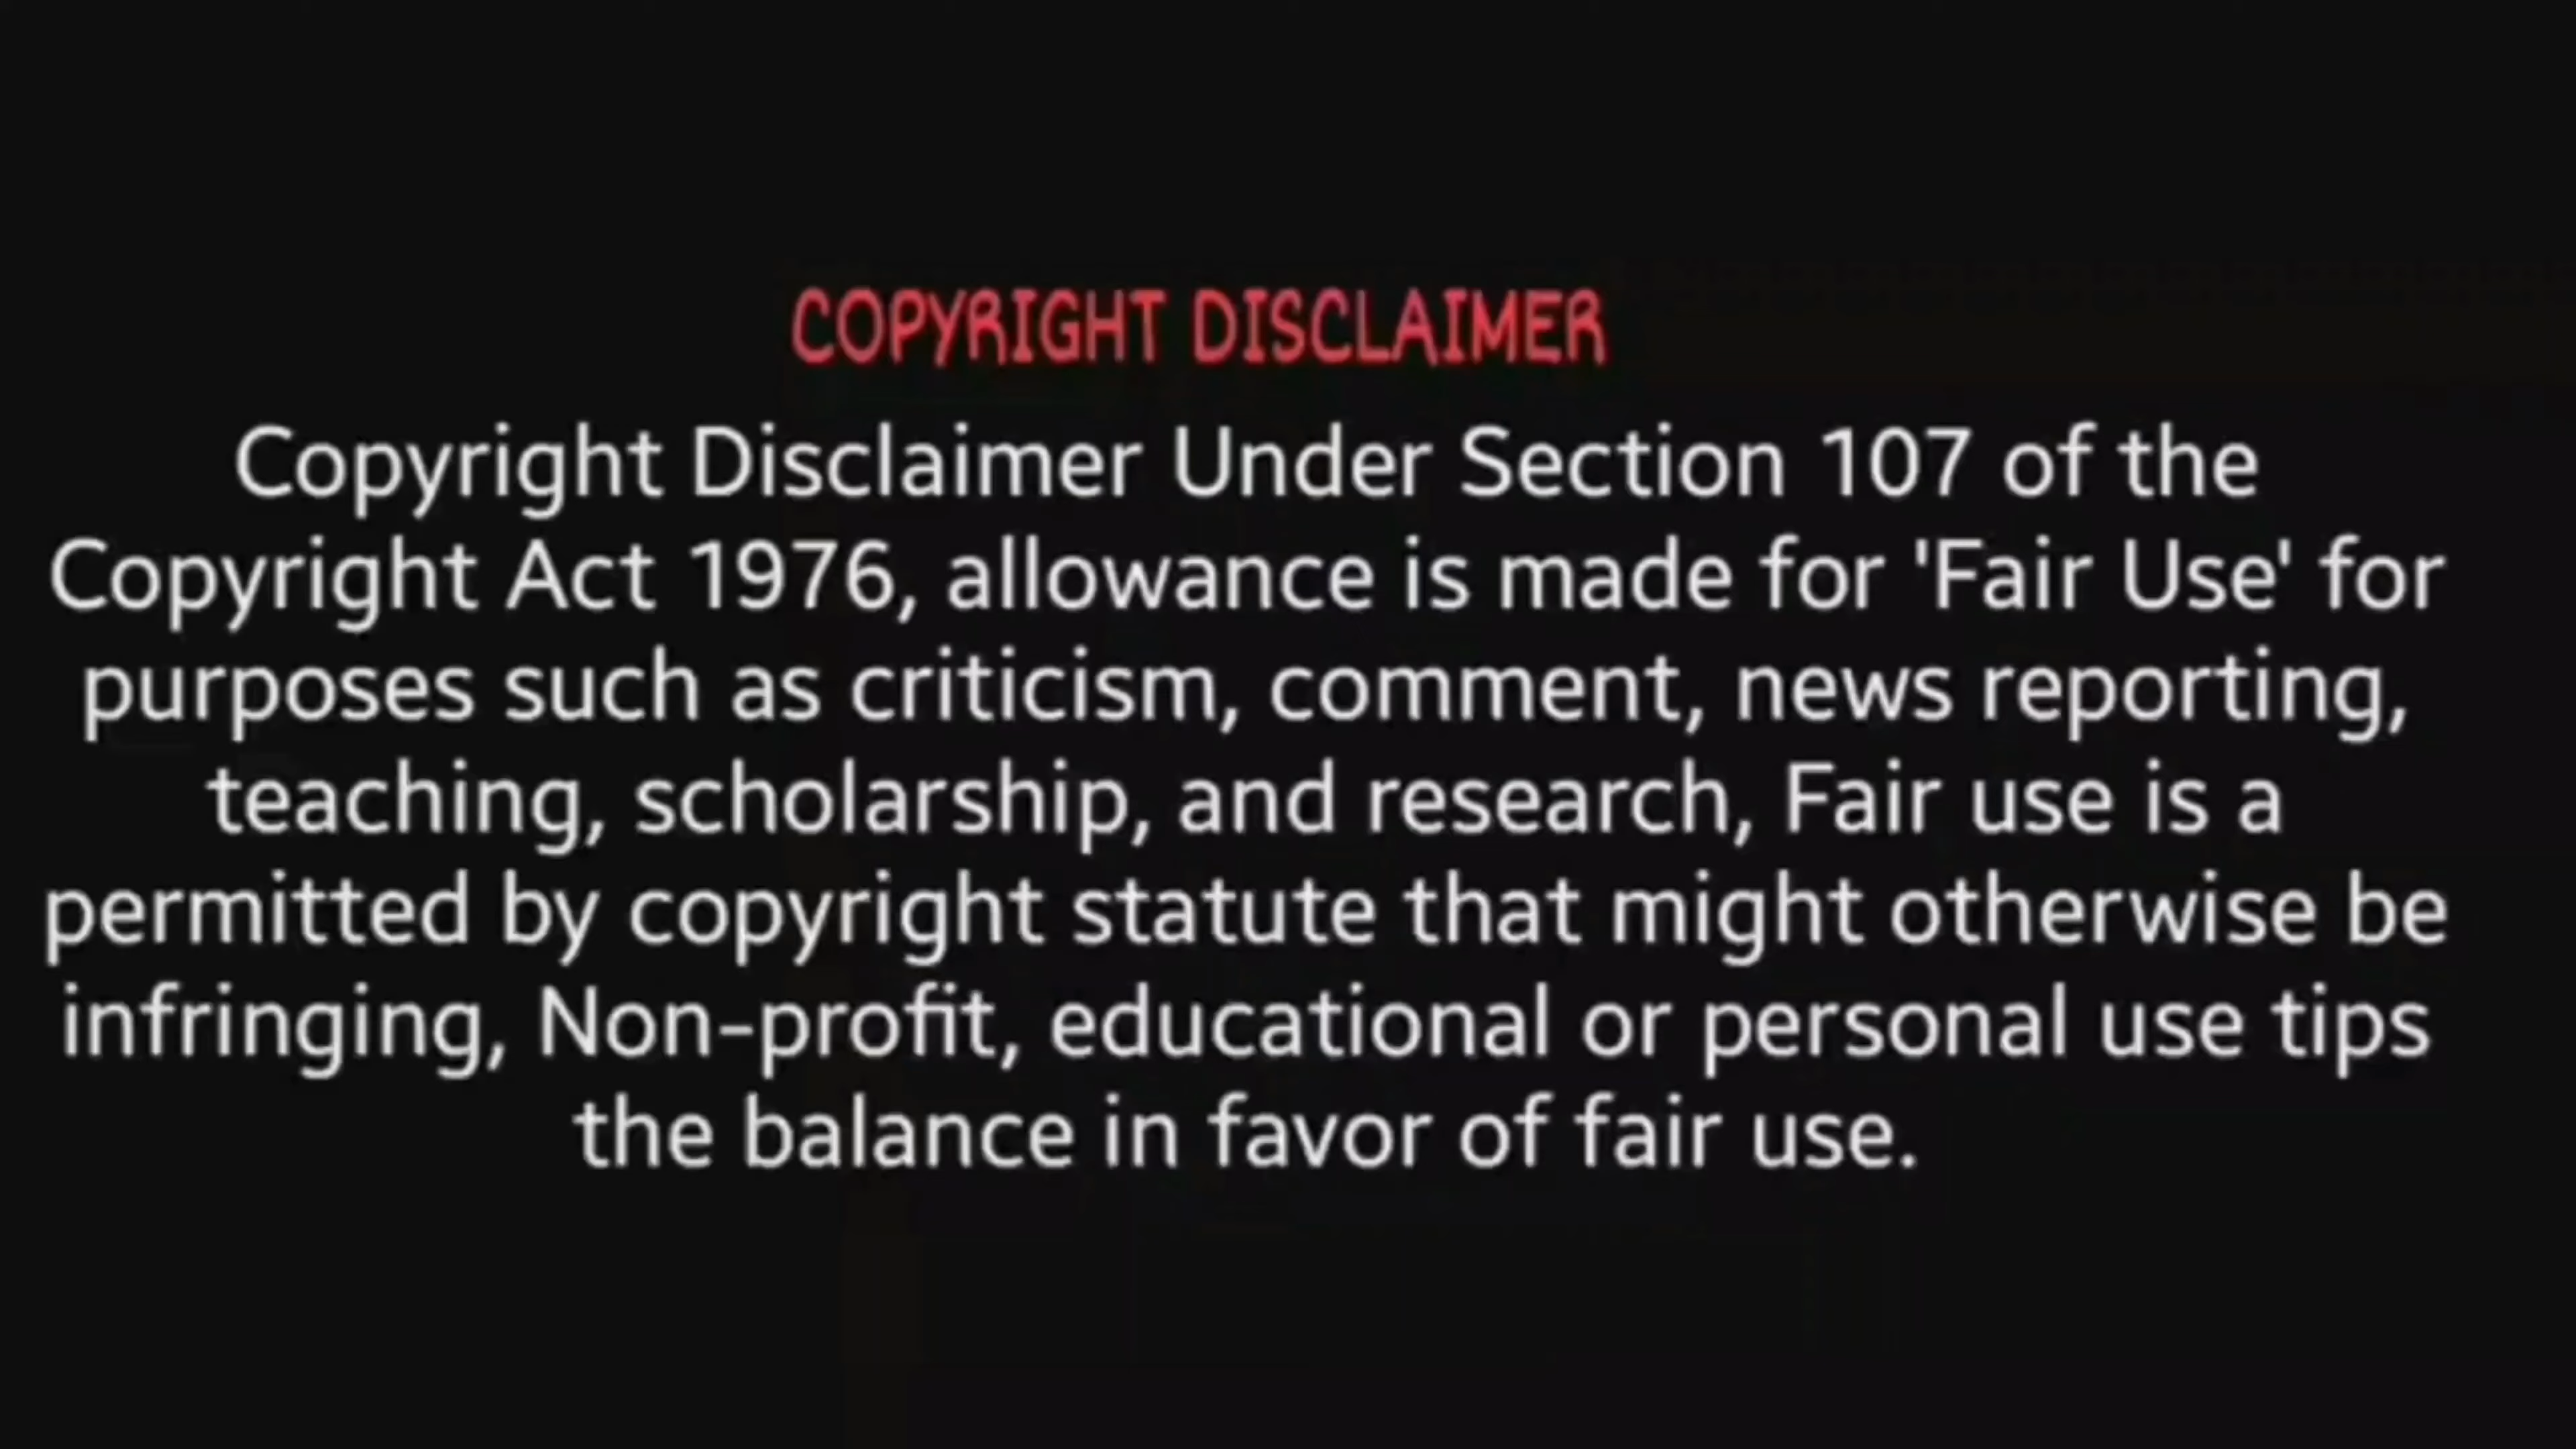 COPYRIGHT DISCLAIMER
Copyright Disclaimer Under Section 107 of the
Copyright Act 1976, allowance is made for 'Fair Use' for
purposes such as criticism, comment, news reporting,
teaching, scholarship, and research, Fair use is a
permitted by copyright statute that might otherwise be
infringing, Non-profit, educational or personal use tips
the balance in favor of fair use.